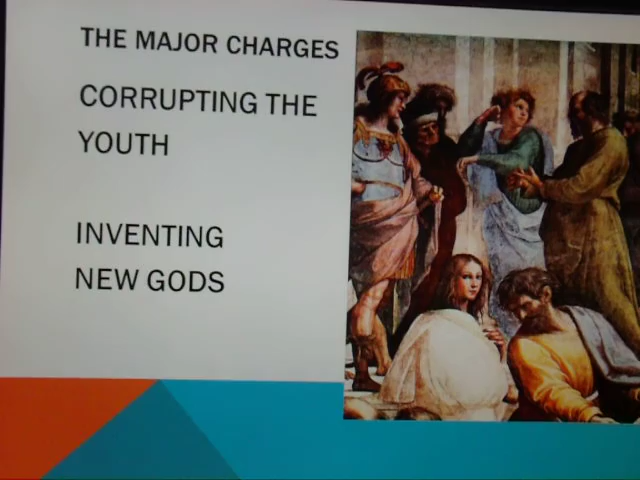 THE MAJOR CHARGES
CORRUPTING THE
YOUTH
INVENTING
NEW GODS